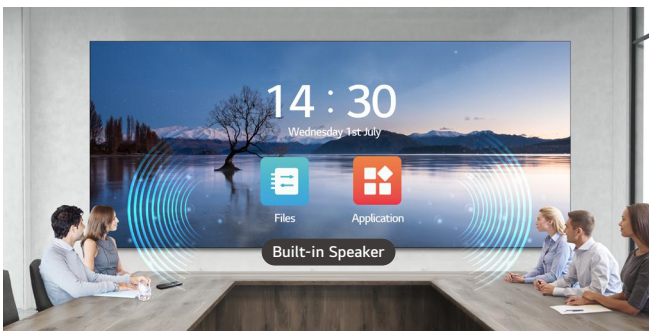 14 : 30
Wednesday 1st July
Files
Application
Built-in Speaker